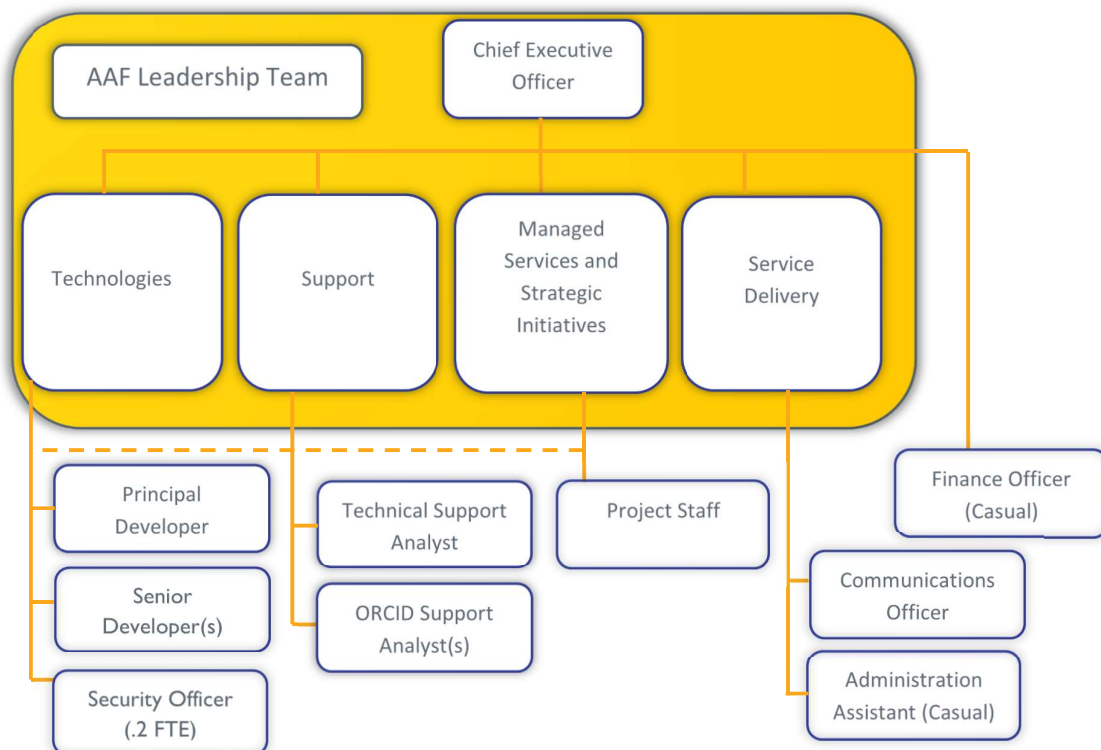 AAF Leadership Team
Chief Executive
Officer
Technologies
Support
Managed
Services and
Strategic
Initiatives
Service
Delivery
Principal
Developer
Senior
Developer(s)
Security Officer
(.2 FTE)
Technical Support
Analyst
ORCID Support
Analyst(s)
Project Staff
Finance Officer
(Casual)
Communications
Officer
Administration
Assistant (Casual)